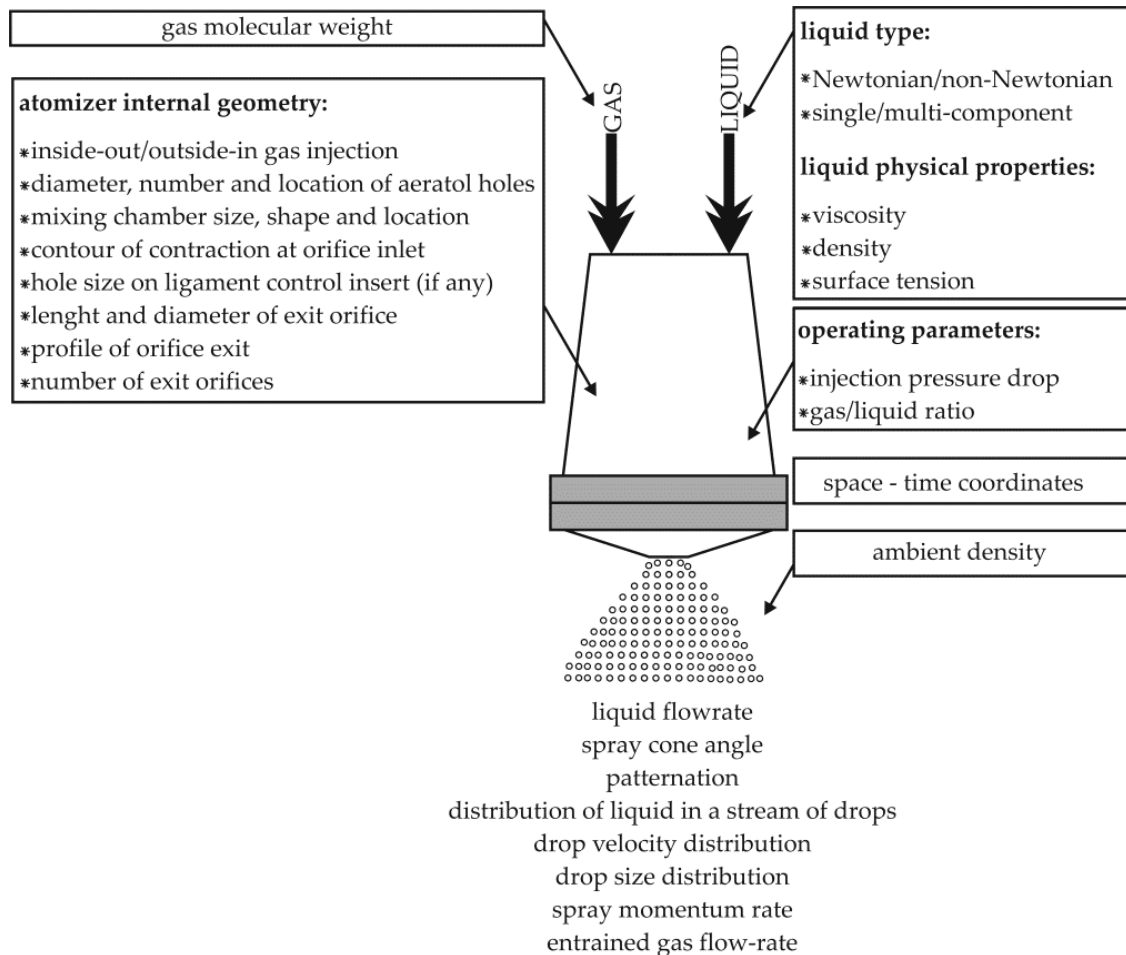 gas molecular weight
atomizer internal geometry:
*inside-out/outside-in gas injection
*diameter, number and location of aeratol holes
*mixing chamber size, shape and location
*contour of contraction at orifice inlet
*hole size on ligament control insert (if any)
*lenght and diameter of exit orifice
*profile of orifice exit
*number of exit orifices
GAS
LIQUID
liquid type:
*Newtonian/non-Newtonian
*single/multi-component
liquid physical properties:
*viscosity
*density
*surface tension
operating parameters:
*injection pressure drop
*gas/liquid ratio
space - time coordinates
ambient density
liquid flowrate
spray cone angle
patternation
distribution of liquid in a stream of drops
drop velocity distribution
drop size distribution
spray momentum rate
entrained gas flow-rate